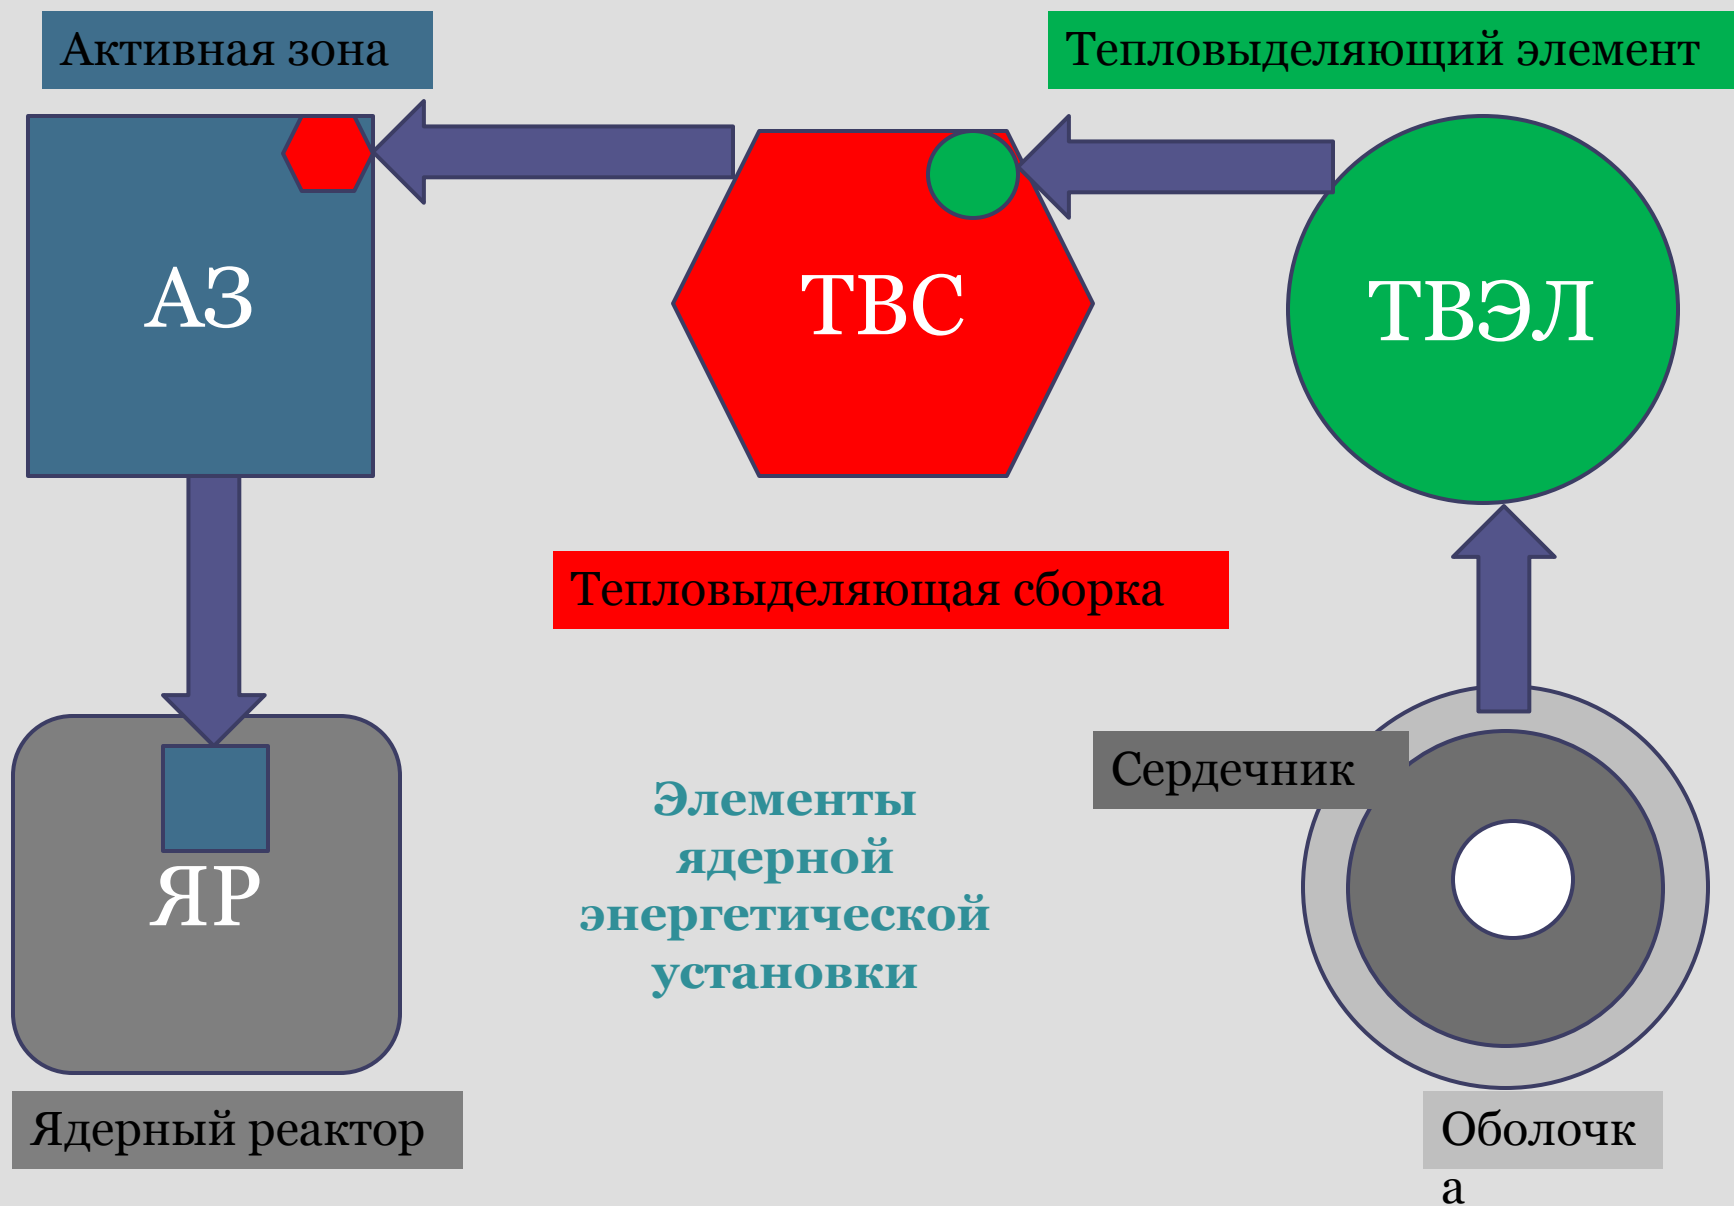 Активная зона
Тепловыделяющий элемент
АЗ
ТВС
ТВЭЛ
Тепловыделяющая сборка
Сердечник
Элементы
ядерной
энергетической
установки
ЯР
Ядерный реактор
Оболочк
а